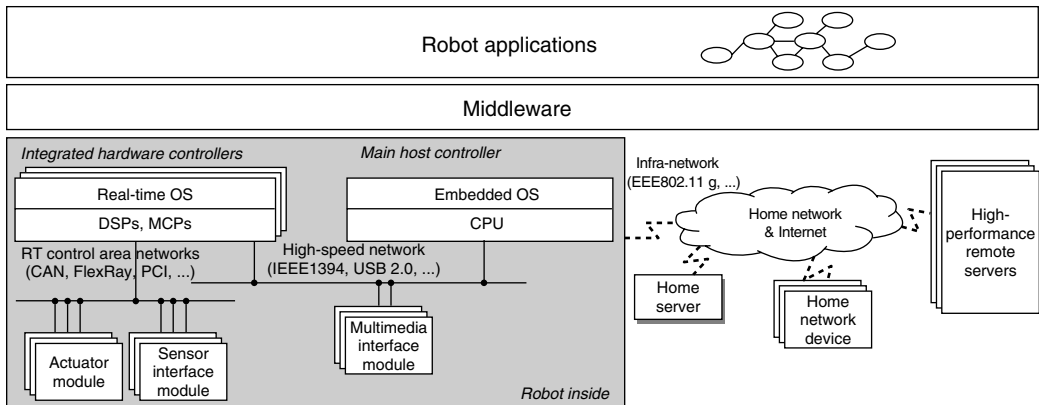 Robot applications
Middleware
Integrated hardware controllers
Real-time OS
DSPs, MCPs
Main host controller
Embedded OS
CPU
RT control area networks
(CAN, FlexRay, PCI, ...)
High-speed network
(IEEE1394, USB 2.0, ...)
Actuator
module
Sensor
interface
module
Multimedia
interface
module
Robot inside
Infra-network
(EEE802.11 g, ...)
Home network
& Internet
Home
server
Home
network
device
High-
performance
remote
servers